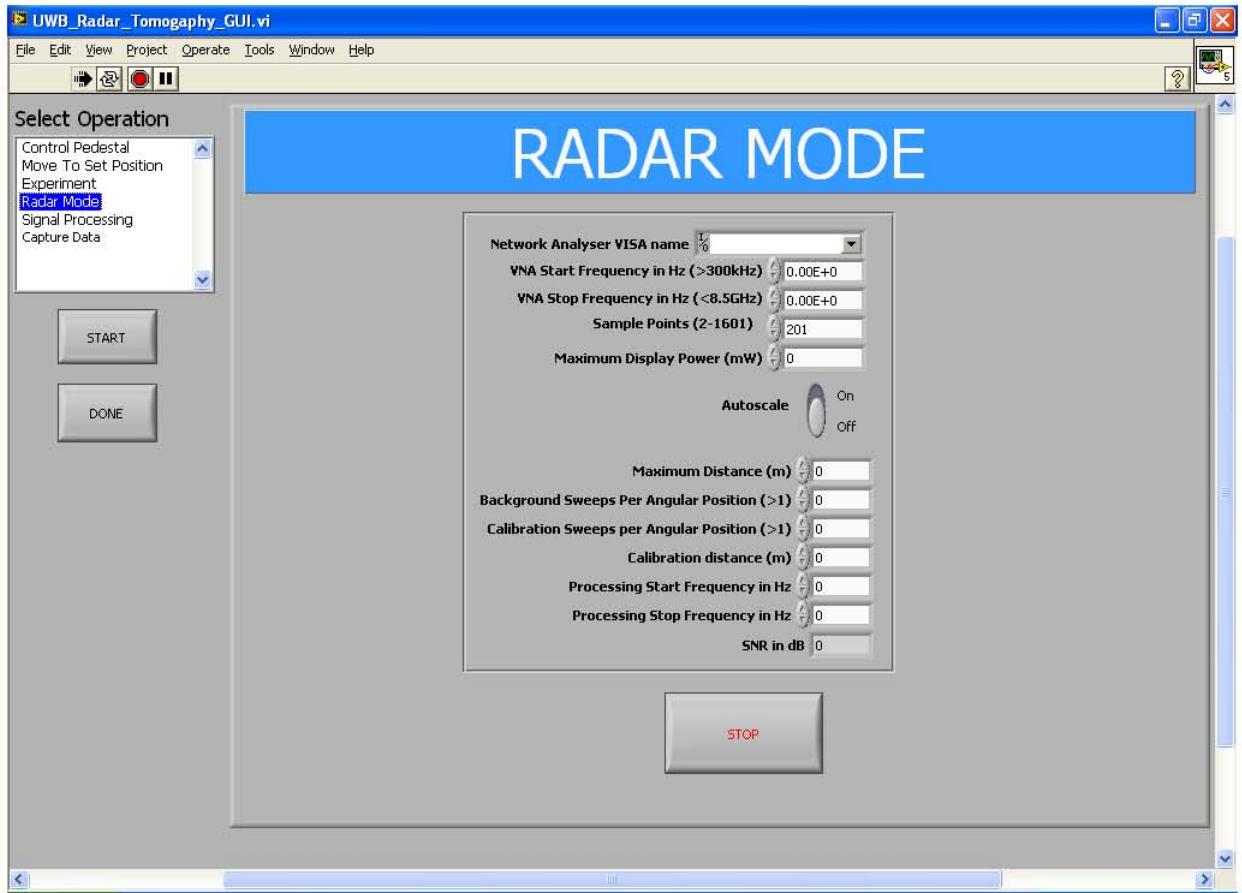 UWB_Radar_Tomogaphy_GUI.vi
File Edit View Project Operate Tools Window Help
5
Select Operation
Control Pedestal
Move To Set Position
Experiment
Radar Mode
Signal Processing
Capture Data
START
DONE
RADAR MODE
Network Analyser VISA name I/O
VNA Start Frequency in Hz (>300kHz) 0.00E+0
VNA Stop Frequency in Hz (<8.5GHz) 0.00E+0
Sample Points (2-1601) 201
Maximum Display Power (mW) 0
Autoscale On
Off
Maximum Distance (m) 0
Background Sweeps Per Angular Position (>1) 0
Calibration Sweeps per Angular Position (>1) 0
Calibration distance (m) 0
Processing Start Frequency in Hz 0
Processing Stop Frequency in Hz 0
SNR in dB 0
STOP